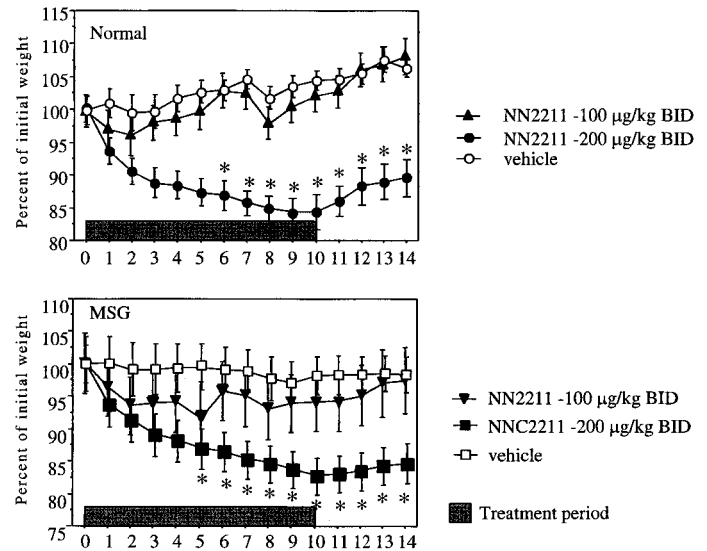 Normal
Percent of initial weight
110
105
100
95
90
85
80
* * * * * * * * *
0 1 2 3 4 5 6 7 8 9 10 11 12 13 14
NN2211 -100 µg/kg BID
NN2211 -200 µg/kg BID
vehicle
MSG
Percent of initial weight
110
105
100
95
90
85
80
75
* * * * * * * * * *
0 1 2 3 4 5 6 7 8 9 10 11 12 13 14
NN2211 -100 µg/kg BID
NNC2211 -200 µg/kg BID
vehicle
Treatment period